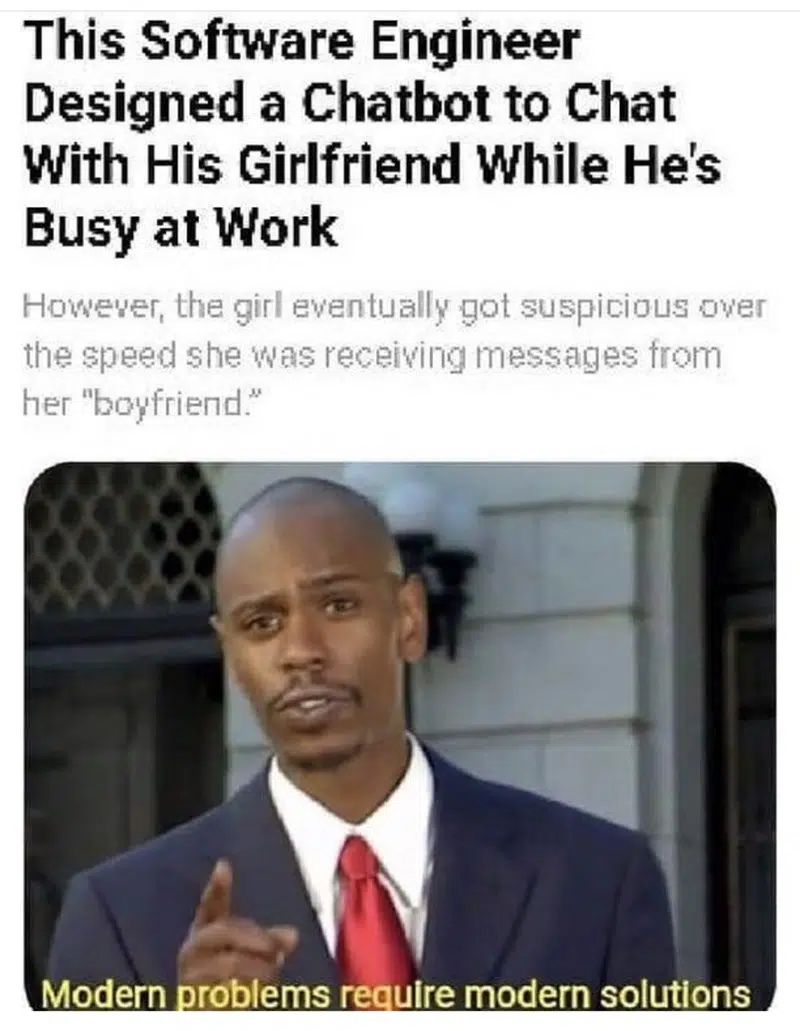 This Software Engineer
Designed a Chatbot to Chat
With His Girlfriend While He's
Busy at Work
However, the girl eventually got suspicious over
the speed she was receiving messages from
her "boyfriend."
Modern problems require modern solutions